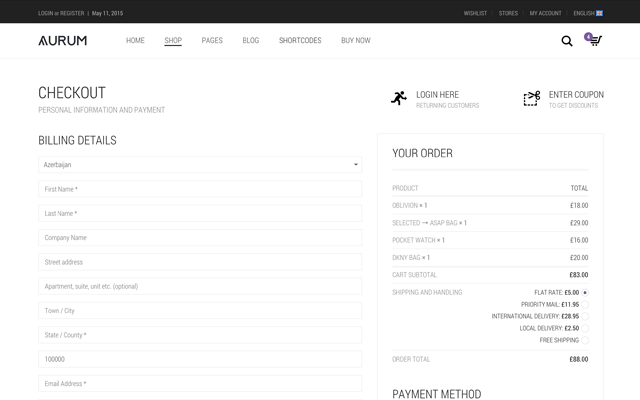 LOGIN or REGISTER | May 11, 2015
WISHLIST | STORES | MY ACCOUNT | ENGLISH
AURUM
HOME SHOP PAGES BLOG SHORTCODES BUY NOW
4
CHECKOUT
PERSONAL INFORMATION AND PAYMENT
LOGIN HERE
RETURNING CUSTOMERS
ENTER COUPON
TO GET DISCOUNTS
BILLING DETAILS
Azerbaijan
First Name *
Last Name *
Company Name
Street address
Apartment, suite, unit etc. (optional)
Town / City
State / County *
100000
Email Address *
YOUR ORDER
PRODUCT TOTAL
OBLIVION × 1 £18.00
SELECTED → ASAP BAG × 1 £29.00
POCKET WATCH × 1 £16.00
DKNY BAG × 1 £20.00
CART SUBTOTAL £83.00
SHIPPING AND HANDLING FLAT RATE: £5.00
PRIORITY MAIL: £11.95
INTERNATIONAL DELIVERY: £28.95
LOCAL DELIVERY: £2.50
FREE SHIPPING
ORDER TOTAL £88.00
PAYMENT METHOD